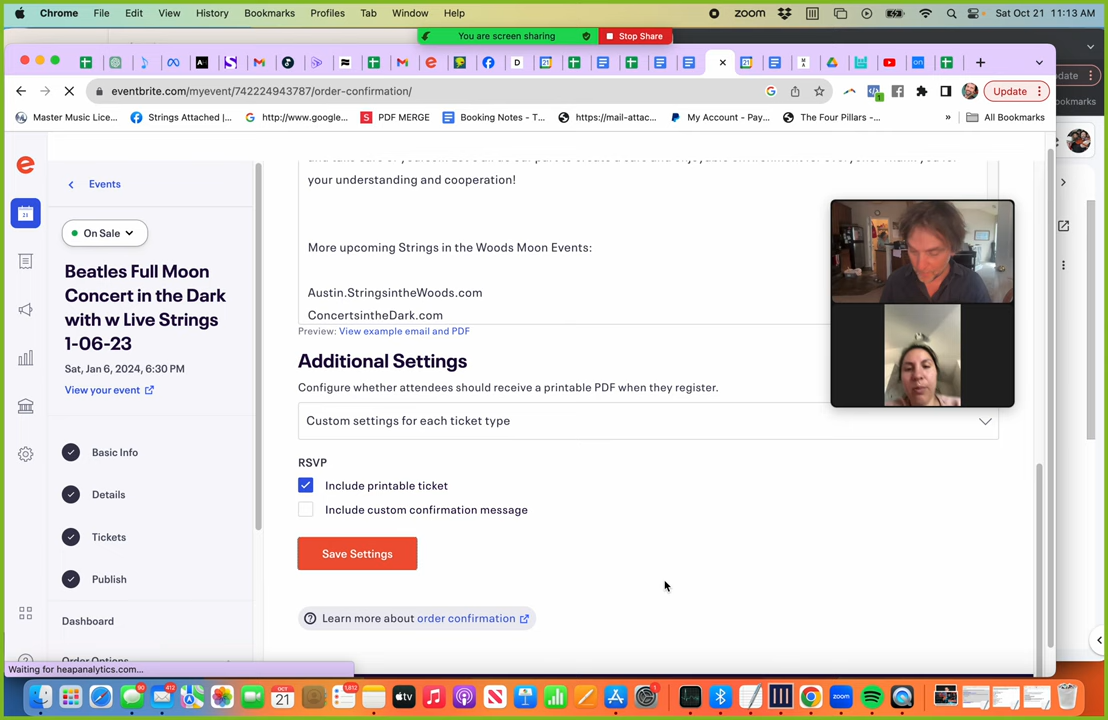 Chrome File Edit View History Bookmarks Profiles Tab Window Help zoom Sat Oct 21 11:13 AM
You are screen sharing Stop Share
eventbrite.com/myevent/742224943787/order-confirmation/ Update
Master Music Lice... Strings Attached |... http://www.google... PDF MERGE Booking Notes - T... https://mail-attac... My Account - Pay... The Four Pillars -... » All Bookmarks
Events
On Sale
Beatles Full Moon
Concert in the Dark
with w Live Strings
1-06-23
Sat, Jan 6, 2024, 6:30 PM
View your event
Basic Info
Details
Tickets
Publish
Dashboard
Order Options
your understanding and cooperation!
More upcoming Strings in the Woods Moon Events:
Austin.StringsintheWoods.com
ConcertsintheDark.com
Preview: View example email and PDF
Additional Settings
Configure whether attendees should receive a printable PDF when they register.
Custom settings for each ticket type
RSVP
Include printable ticket
Include custom confirmation message
Save Settings
Learn more about order confirmation
Waiting for heapanalytics.com...